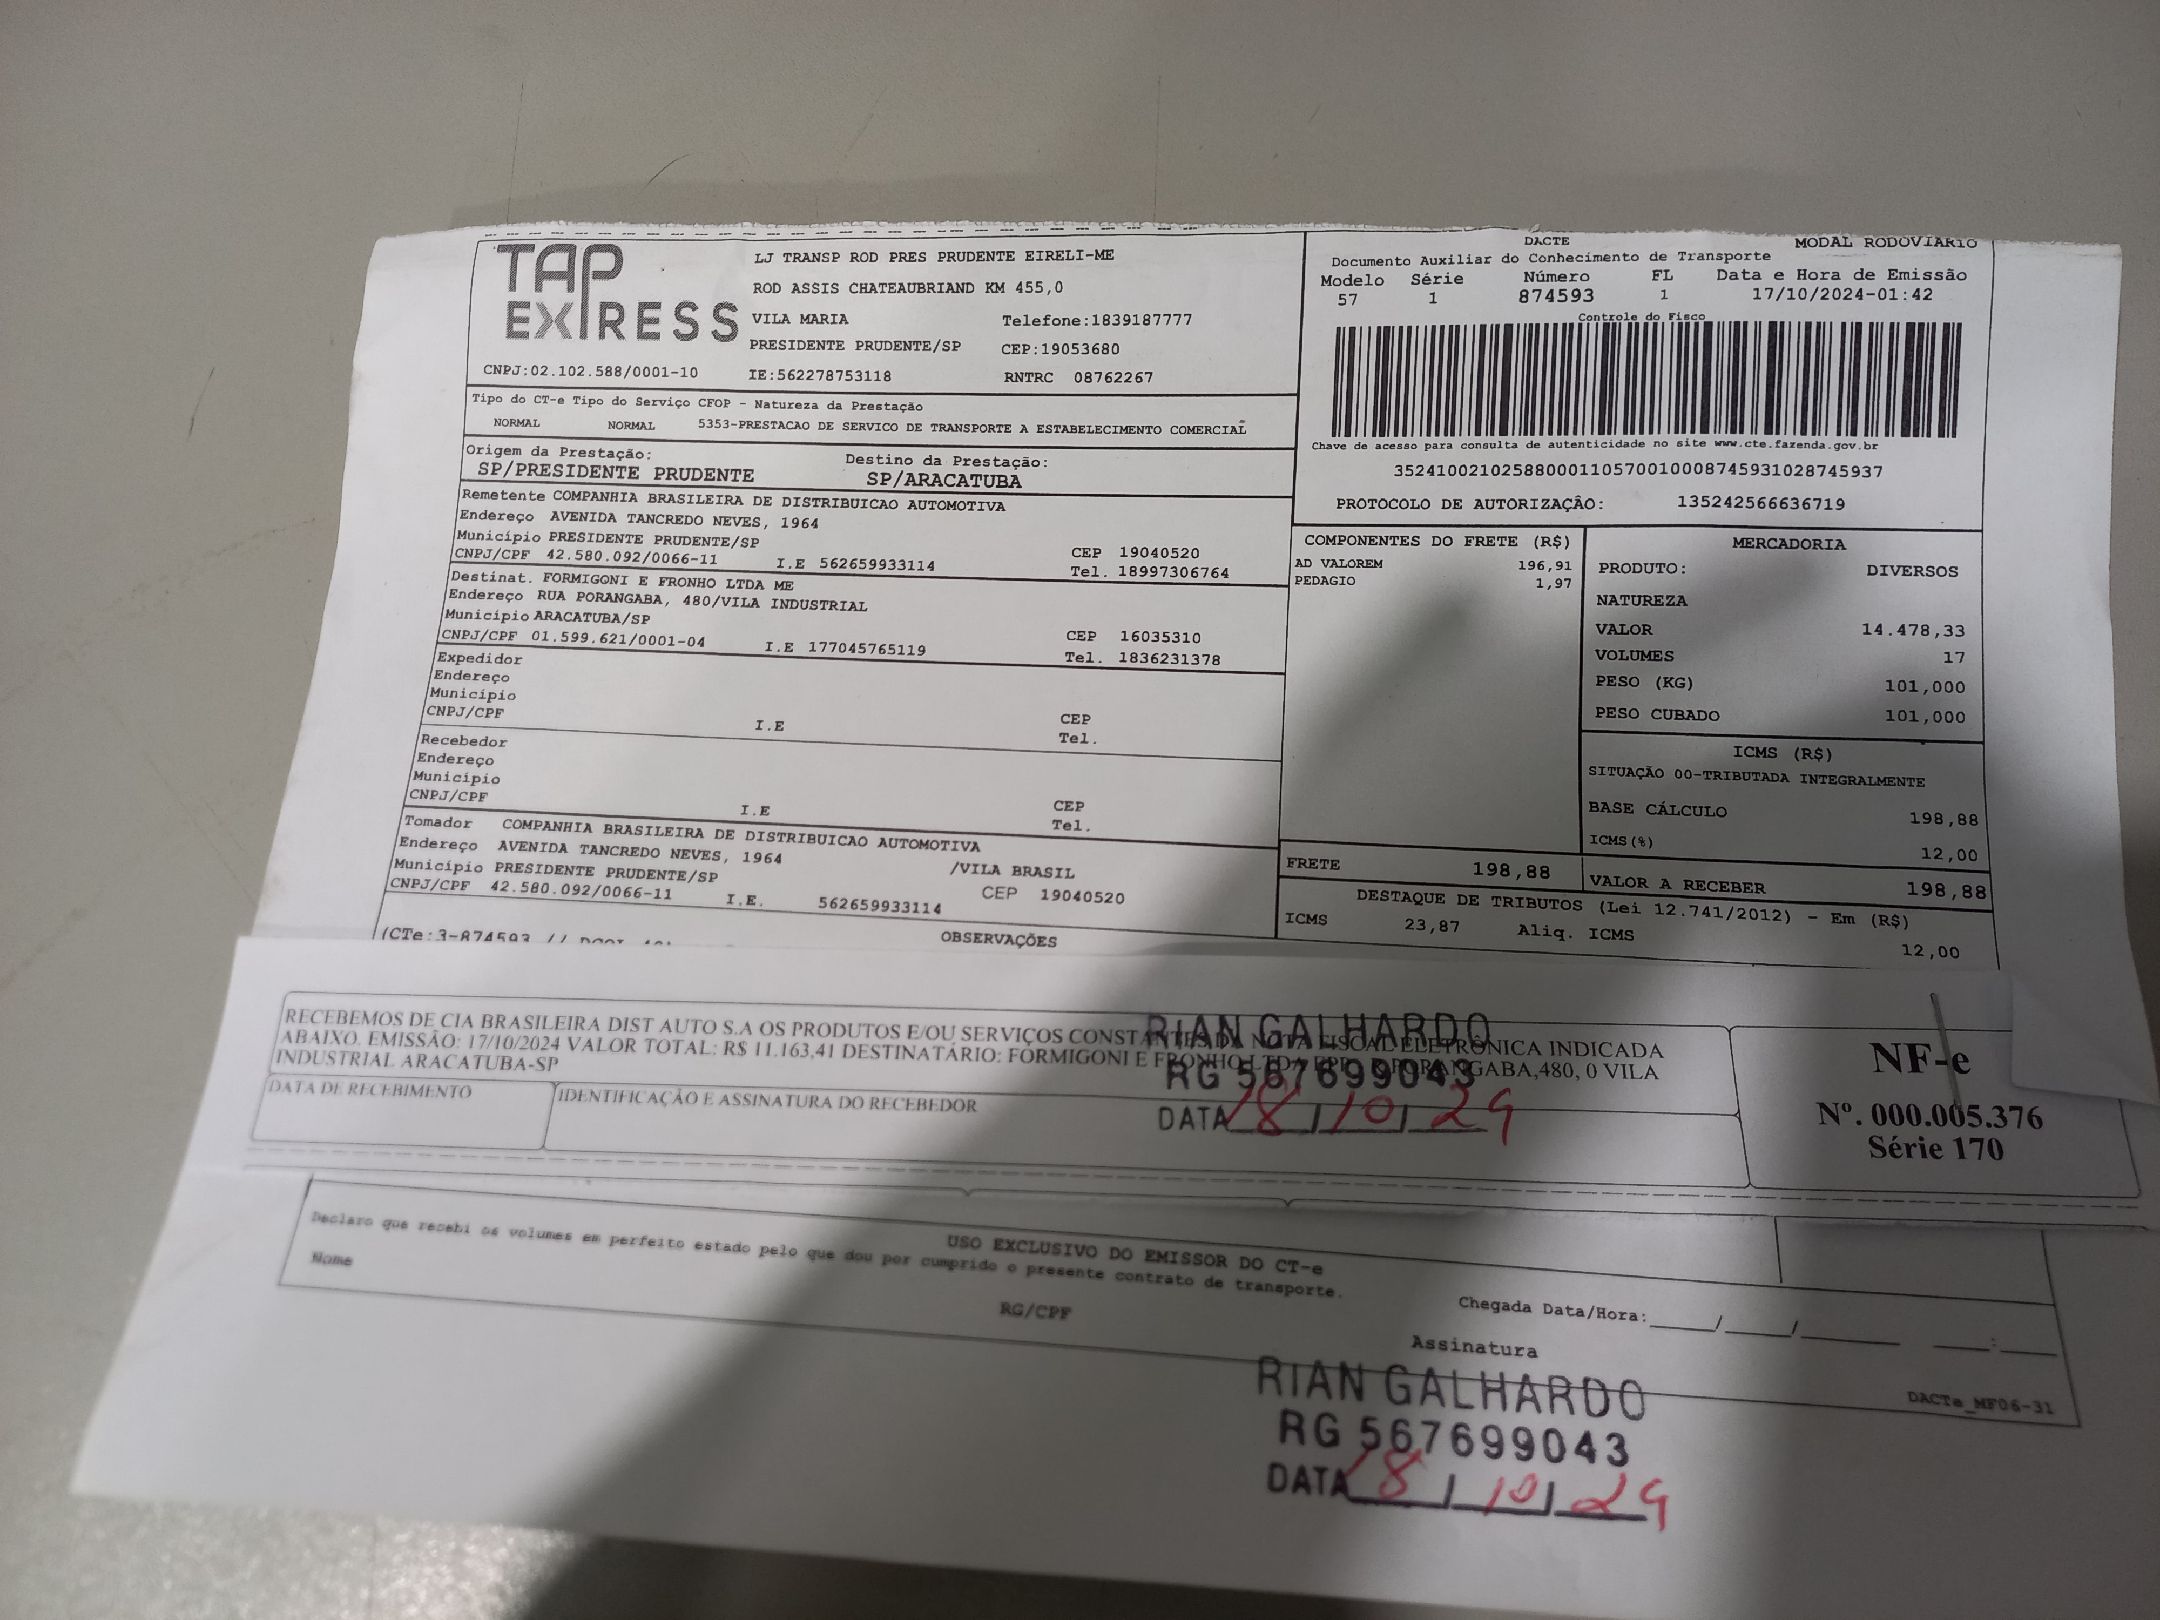 TAP
EXPRESS
CNPJ:02.102.588/0001-10
LJ TRANSP ROD PRES PRUDENTE EIRELI-ME
ROD ASSIS CHATEAUBRIAND KM 455,0
VILA MARIA Telefone:1839187777
PRESIDENTE PRUDENTE/SP CEP:19053680
IE:562278753118 RNTRC 08762267
DACTE MODAL RODOVIARIO
Documento Auxiliar do Conhecimento de Transporte
Modelo Série Número FL Data e Hora de Emissão
57 1 874593 1 17/10/2024-01:42
Controle do Fisco
Chave de acesso para consulta de autenticidade no site www.cte.fazenda.gov.br
35241002102588000110570010008745931028745937
PROTOCOLO DE AUTORIZAÇÂO: 135242566636719
Tipo do CT-e Tipo do Serviço CFOP - Natureza da Prestação
NORMAL NORMAL 5353-PRESTACAO DE SERVICO DE TRANSPORTE A ESTABELECIMENTO COMERCIAL
Origem da Prestação: Destino da Prestação:
SP/PRESIDENTE PRUDENTE SP/ARACATUBA
Remetente COMPANHIA BRASILEIRA DE DISTRIBUICAO AUTOMOTIVA
Endereço AVENIDA TANCREDO NEVES, 1964
Município PRESIDENTE PRUDENTE/SP CEP 19040520
CNPJ/CPF 42.580.092/0066-11 I.E 562659933114 Tel. 18997306764
Destinat. FORMIGONI E FRONHO LTDA ME
Endereço RUA PORANGABA, 480/VILA INDUSTRIAL
Município ARACATUBA/SP CEP 16035310
CNPJ/CPF 01.599.621/0001-04 I.E 177045765119 Tel. 1836231378
Expedidor
Endereço
Município CEP
CNPJ/CPF I.E Tel.
Recebedor
Endereço
Município CEP
CNPJ/CPF I.E Tel.
Tomador COMPANHIA BRASILEIRA DE DISTRIBUICAO AUTOMOTIVA
Endereço AVENIDA TANCREDO NEVES, 1964 /VILA BRASIL
Município PRESIDENTE PRUDENTE/SP CEP 19040520
CNPJ/CPF 42.580.092/0066-11 I.E. 562659933114
COMPONENTES DO FRETE (R$)
AD VALOREM 196,91
PEDAGIO 1,97
MERCADORIA
PRODUTO: DIVERSOS
NATUREZA
VALOR 14.478,33
VOLUMES 17
PESO (KG) 101,000
PESO CUBADO 101,000
ICMS (R$)
SITUAÇÃO 00-TRIBUTADA INTEGRALMENTE
BASE CÁLCULO 198,88
ICMS(%) 12,00
FRETE 198,88 VALOR A RECEBER 198,88
DESTAQUE DE TRIBUTOS (Lei 12.741/2012) - Em (R$)
ICMS 23,87 Aliq. ICMS 12,00
(CTe:3-874593 // OBSERVAÇÕES
RECEBEMOS DE CIA BRASILEIRA DIST AUTO S.A OS PRODUTOS E/OU SERVIÇOS CONSTANTES DA NOTA FISCAL ELETRÔNICA INDICADA
ABAIXO. EMISSÃO: 17/10/2024 VALOR TOTAL: R$ 11.163,41 DESTINATÁRIO: FORMIGONI E FRONHO LTDA PORANGABA,480, 0 VILA
INDUSTRIAL ARACATUBA-SP
DATA DE RECEBIMENTO IDENTIFICAÇÃO E ASSINATURA DO RECEBEDOR
RIAN GALHARDO
RG 567699043
DATA 18/10/24
NF-e
Nº. 000.005.376
Série 170
USO EXCLUSIVO DO EMISSOR DO CT-e
Declaro que recebi os volumes em perfeito estado pelo que dou por cumprido o presente contrato de transporte.
Nome RG/CPF Chegada Data/Hora:____/____/______ ___:___
Assinatura
DACTe_MF06-31
RIAN GALHARDO
RG 567699043
DATA 18/10/24